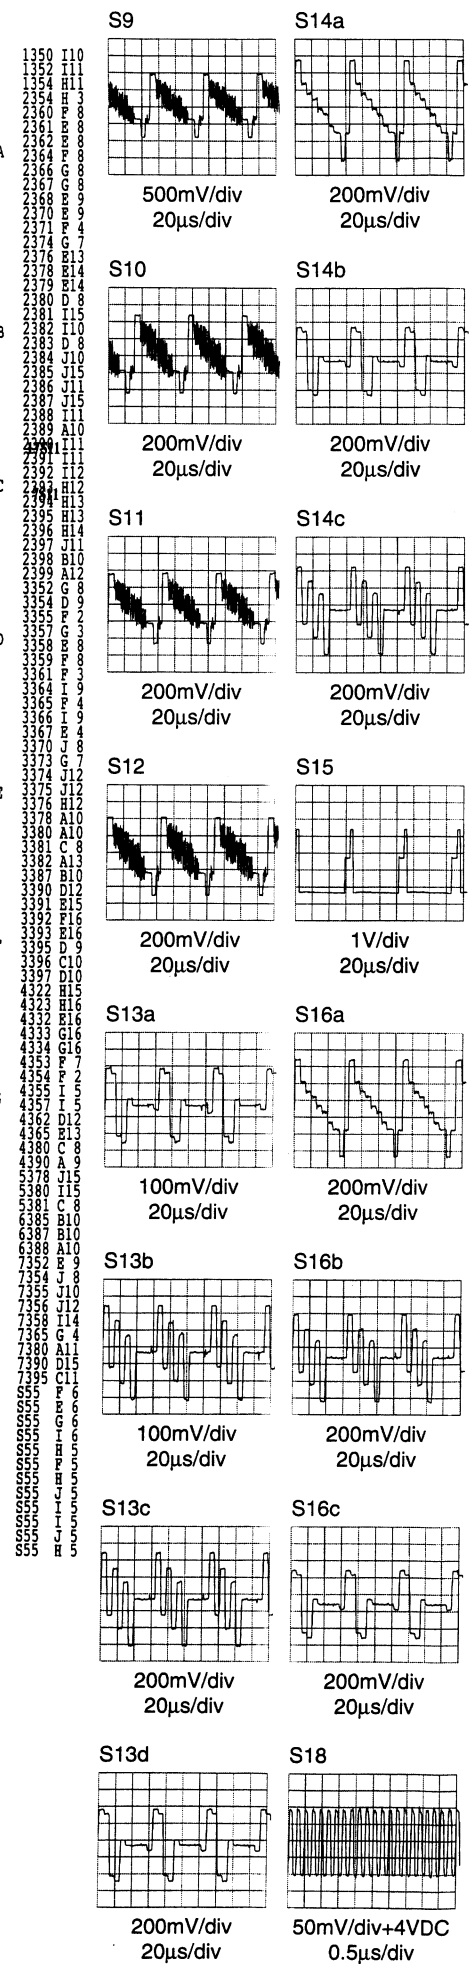 1350 I10
1352 I11
1354 H11
2354 H 3
2360 F 8
2361 E 8
2362 E 8
2364 F 8
2366 G 8
2367 G 8
2368 E 9
2370 E 9
2371 F 4
2374 G 7
2376 E13
2378 E14
2379 E14
2380 D 8
2381 I15
2382 I10
2383 D 8
2384 J10
2385 J15
2386 J11
2387 J15
2388 I11
2389 A10
I11
2391 I11
2392 I12
H12
2394 H13
2395 H13
2396 H14
2397 J11
2398 B10
2399 A12
3352 G 8
3354 D 9
3355 F 2
3357 G 3
3358 E 8
3359 F 8
3361 F 3
3364 I 9
3365 F 4
3366 I 9
3367 E 4
3370 J 8
3373 G 7
3374 J12
3375 J12
3376 H12
3378 A10
3380 A10
3381 C 8
3382 A13
3387 B10
3390 D12
3391 E15
3392 F16
3393 E16
3395 D 9
3396 C10
3397 D10
4322 H15
4323 H16
4332 E16
4333 G16
4334 G16
4353 F 7
4354 F 2
4355 I 5
4357 I 5
4362 D12
4365 E13
4380 C 8
4390 A 9
5378 J15
5380 I15
5381 C 8
6385 B10
6387 B10
6388 A10
7352 E 9
7354 J 8
7355 J10
7356 J12
7358 I14
7365 G 4
7380 A11
7390 D15
7395 C11
S55 F 6
S55 E 6
S55 G 6
S55 I 6
S55 H 5
S55 F 5
S55 H 5
S55 J 5
S55 I 5
S55 I 5
S55 J 5
S55 H 5
S9
500mV/div
20µs/div
S10
200mV/div
20µs/div
S11
200mV/div
20µs/div
S12
200mV/div
20µs/div
S13a
100mV/div
20µs/div
S13b
100mV/div
20µs/div
S13c
200mV/div
20µs/div
S13d
200mV/div
20µs/div
S14a
200mV/div
20µs/div
S14b
200mV/div
20µs/div
S14c
200mV/div
20µs/div
S15
1V/div
20µs/div
S16a
200mV/div
20µs/div
S16b
200mV/div
20µs/div
S16c
200mV/div
20µs/div
S18
50mV/div+4VDC
0.5µs/div